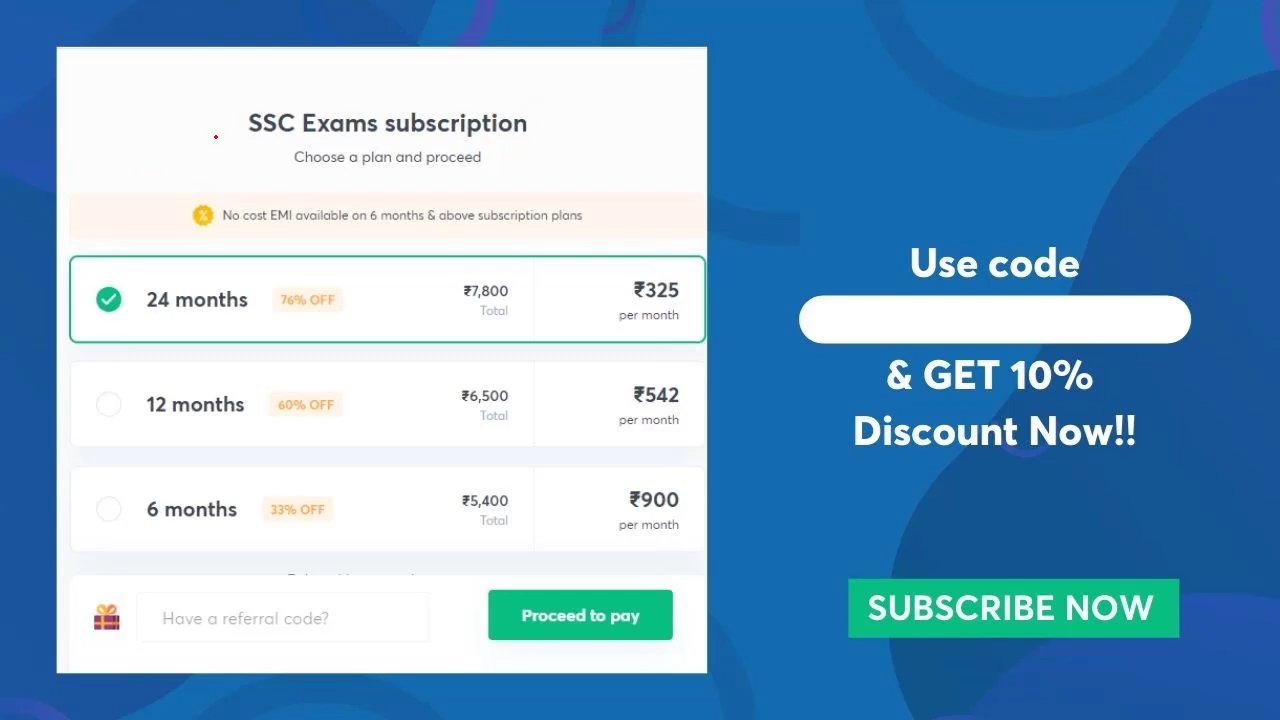 SSC Exams subscription
Choose a plan and proceed
No cost EMI available on 6 months & above subscription plans
24 months 76% OFF ₹7,800 Total ₹325 per month
12 months 60% OFF ₹6,500 Total ₹542 per month
6 months 33% OFF ₹5,400 Total ₹900 per month
Have a referral code? Proceed to pay
Use code
& GET 10%
Discount Now!!
SUBSCRIBE NOW